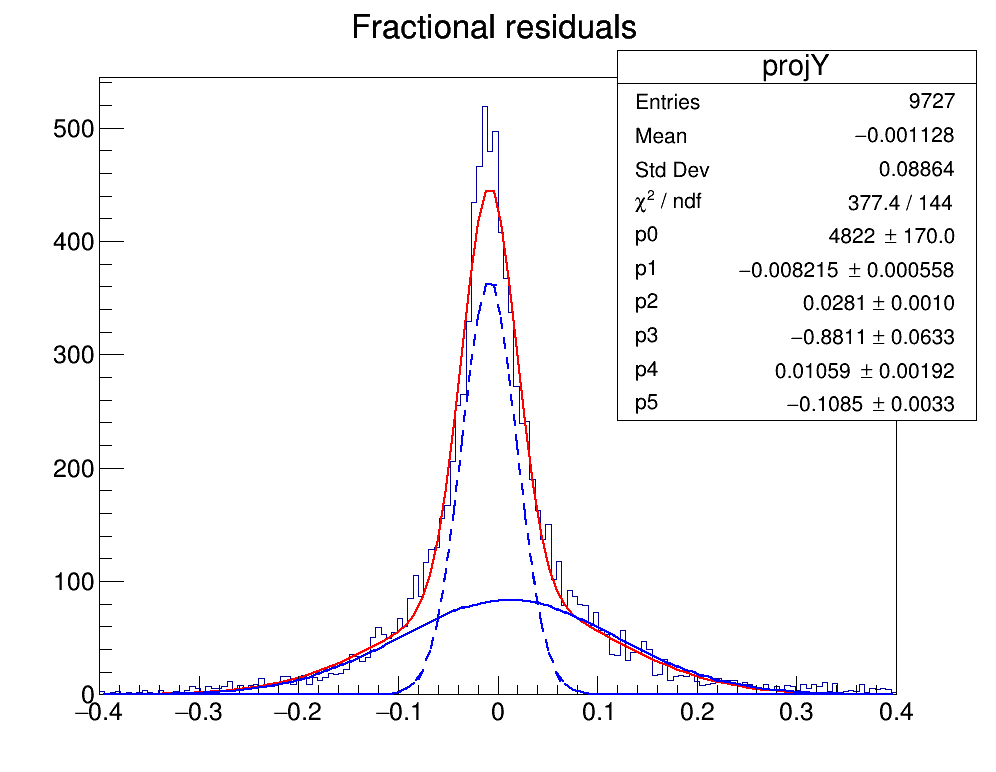 Fractional residuals
projY
Entries 9727
Mean −0.001128
Std Dev 0.08864
χ² / ndf 377.4 / 144
p0 4822 ± 170.0
p1 −0.008215 ± 0.000558
p2 0.0281 ± 0.0010
p3 −0.8811 ± 0.0633
p4 0.01059 ± 0.00192
p5 −0.1085 ± 0.0033
500
400
300
200
100
0
−0.4 −0.3 −0.2 −0.1 0 0.1 0.2 0.3 0.4